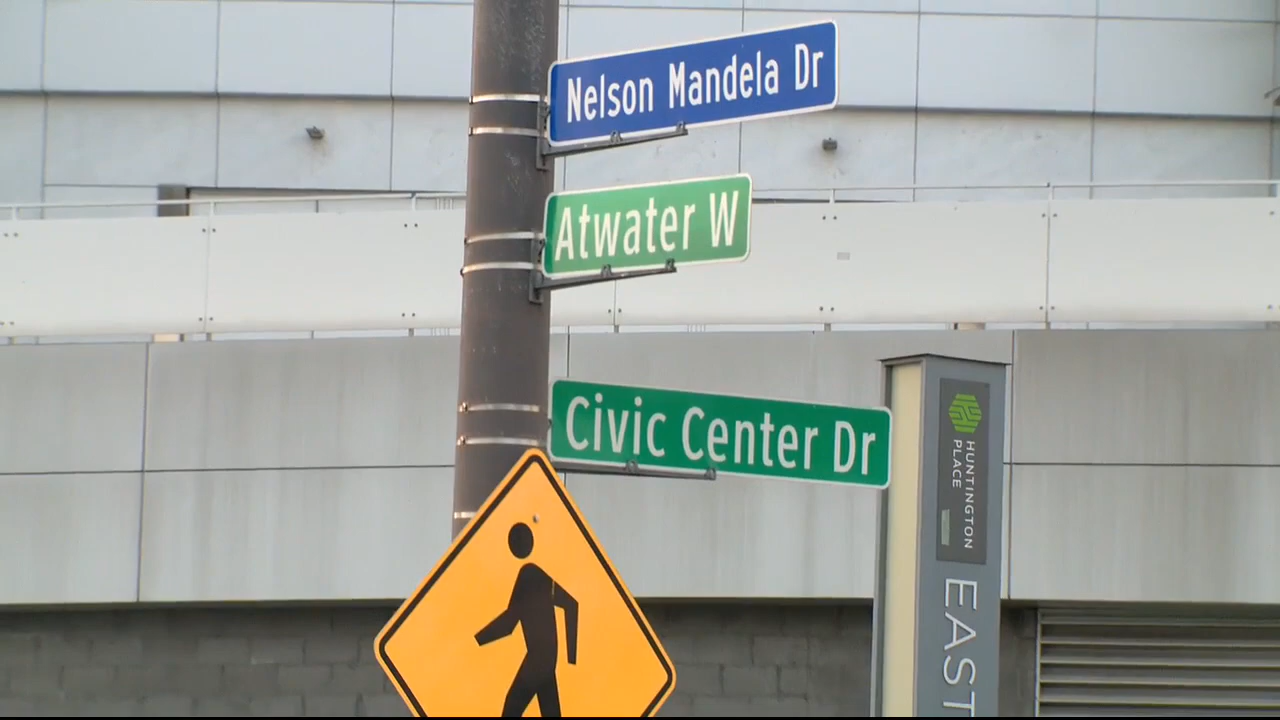 Nelson Mandela Dr
Atwater W
Civic Center Dr
HUNTINGTON
PLACE
EAST